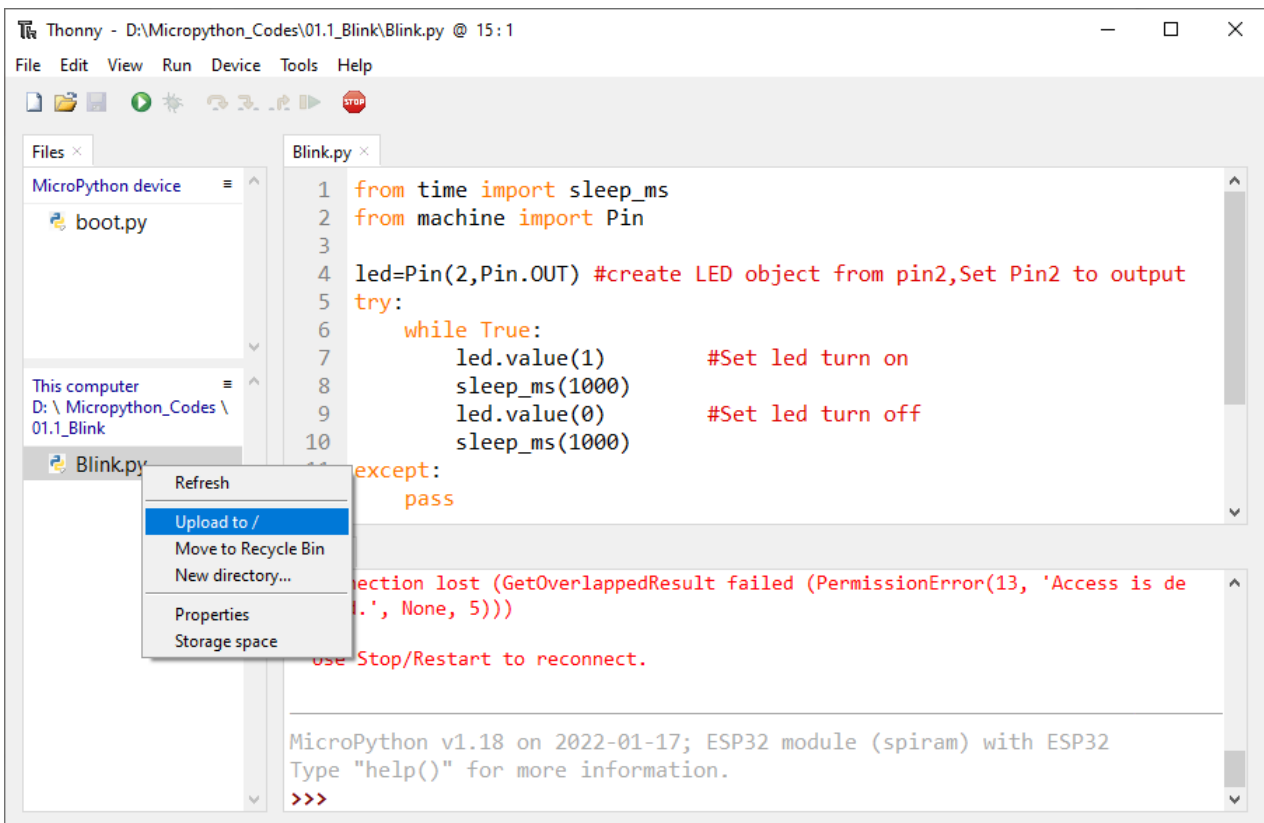 Thonny - D:\Micropython_Codes\01.1_Blink\Blink.py @ 15:1
File Edit View Run Device Tools Help
STOP
Files
MicroPython device
boot.py
This computer
D: \ Micropython_Codes \
01.1_Blink
Blink.py
Refresh
Upload to /
Move to Recycle Bin
New directory...
Properties
Storage space
Blink.py
1 from time import sleep_ms
2 from machine import Pin
3
4 led=Pin(2,Pin.OUT) #create LED object from pin2,Set Pin2 to output
5 try:
6     while True:
7         led.value(1)        #Set led turn on
8         sleep_ms(1000)
9         led.value(0)        #Set led turn off
10         sleep_ms(1000)
except:
    pass
lost (GetOverlappedResult failed (PermissionError(13, 'Access is de
.', None, 5)))
Use Stop/Restart to reconnect.
MicroPython v1.18 on 2022-01-17; ESP32 module (spiram) with ESP32
Type "help()" for more information.
>>>